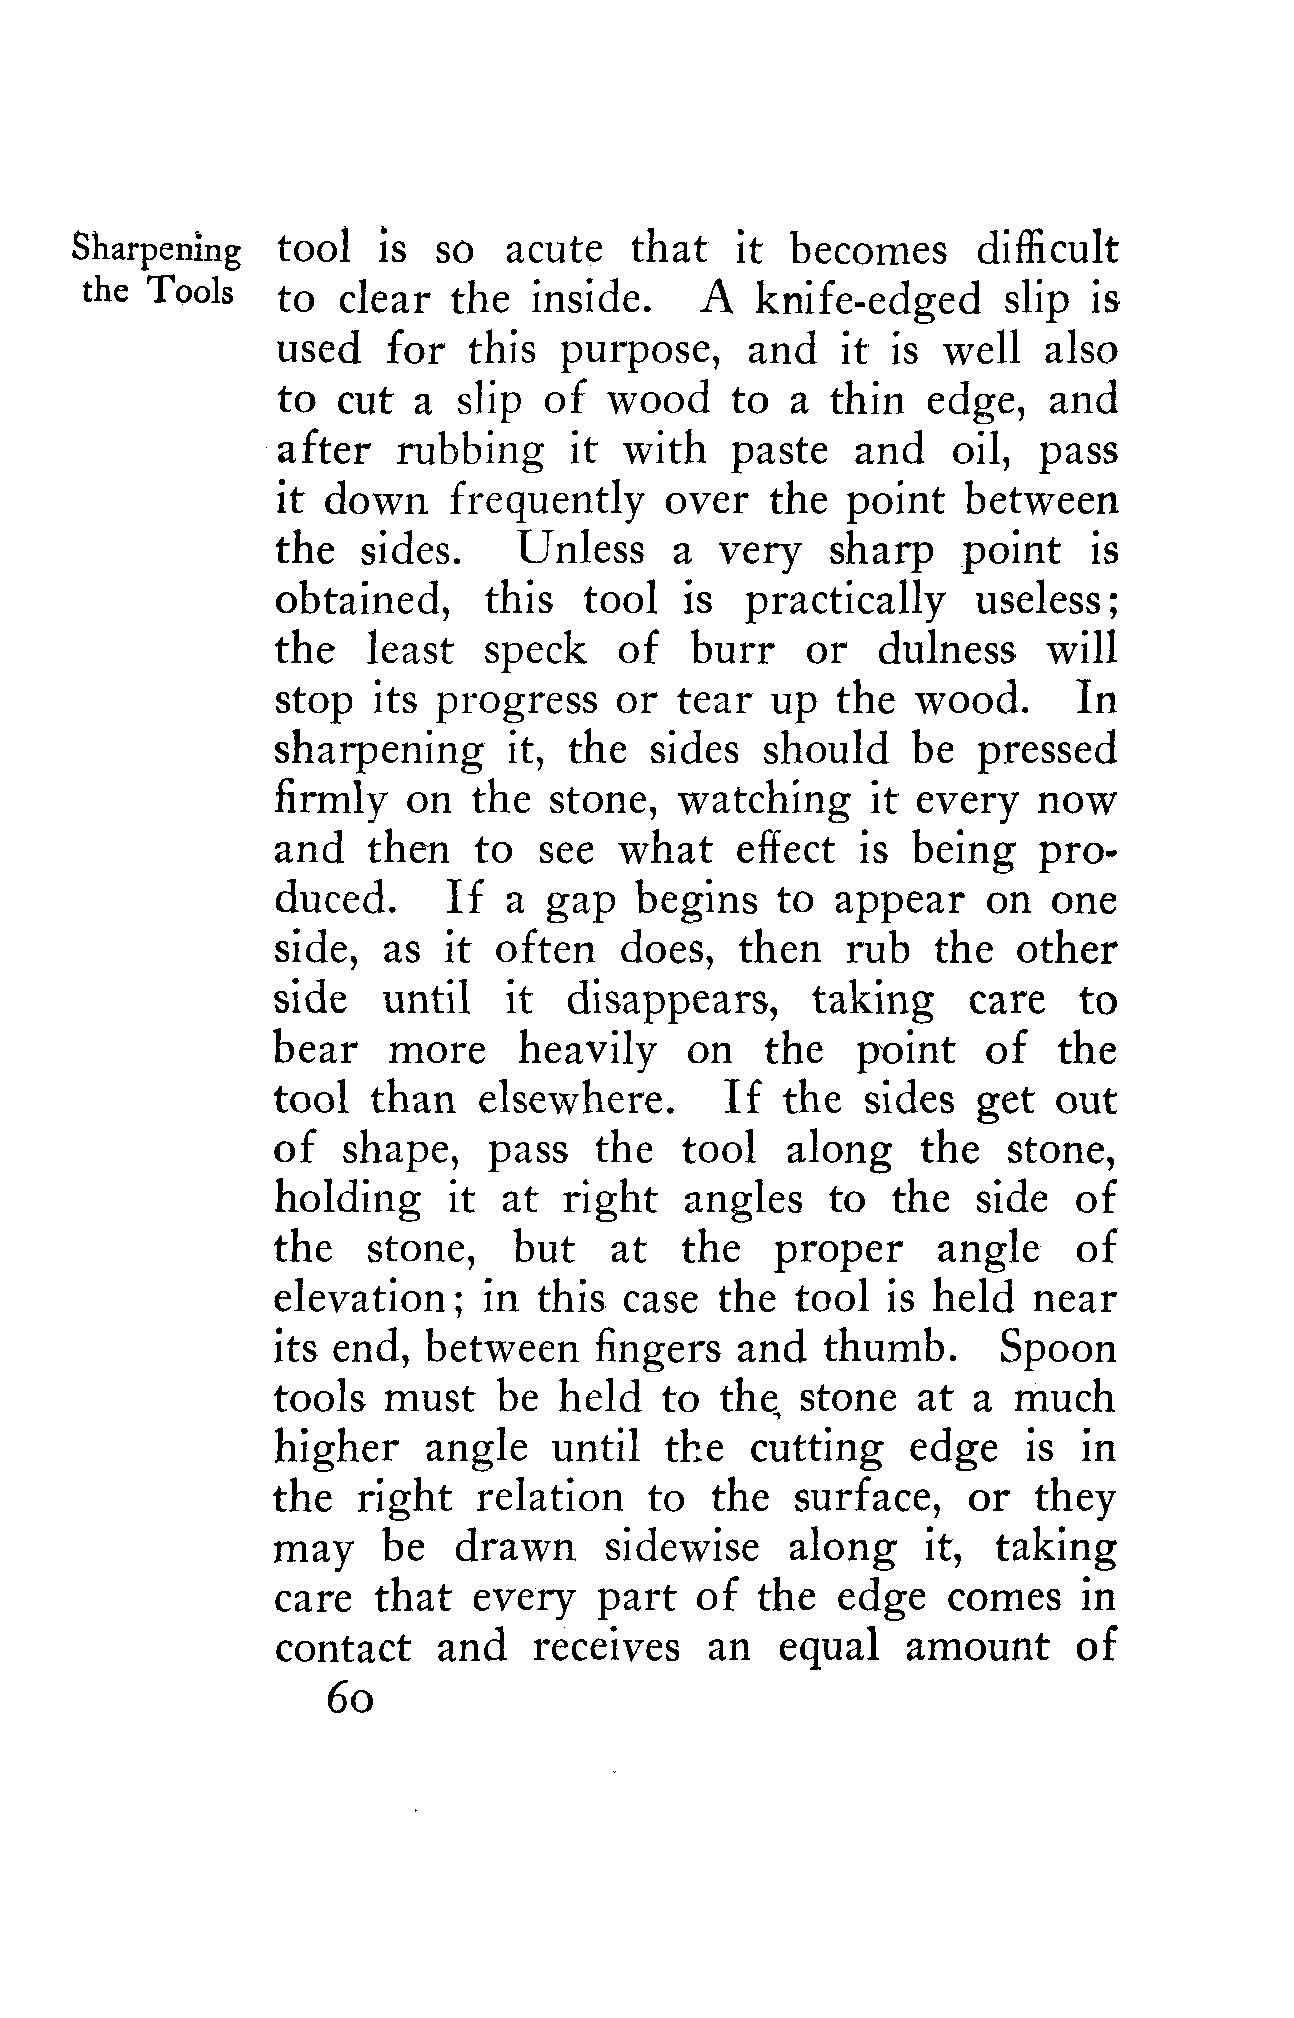 Sharpening
the Tools
tool is so acute that it becomes difficult
to clear the inside. A knife-edged slip is
used for this purpose, and it is well also
to cut a slip of wood to a thin edge, and
after rubbing it with paste and oil, pass
it down frequently over the point between
the sides. Unless a very sharp point is
obtained, this tool is practically useless;
the least speck of burr or dulness will
stop its progress or tear up the wood. In
sharpening it, the sides should be pressed
firmly on the stone, watching it every now
and then to see what effect is being pro-
duced. If a gap begins to appear on one
side, as it often does, then rub the other
side until it disappears, taking care to
bear more heavily on the point of the
tool than elsewhere. If the sides get out
of shape, pass the tool along the stone,
holding it at right angles to the side of
the stone, but at the proper angle of
elevation; in this case the tool is held near
its end, between fingers and thumb. Spoon
tools must be held to the stone at a much
higher angle until the cutting edge is in
the right relation to the surface, or they
may be drawn sidewise along it, taking
care that every part of the edge comes in
contact and receives an equal amount of
60